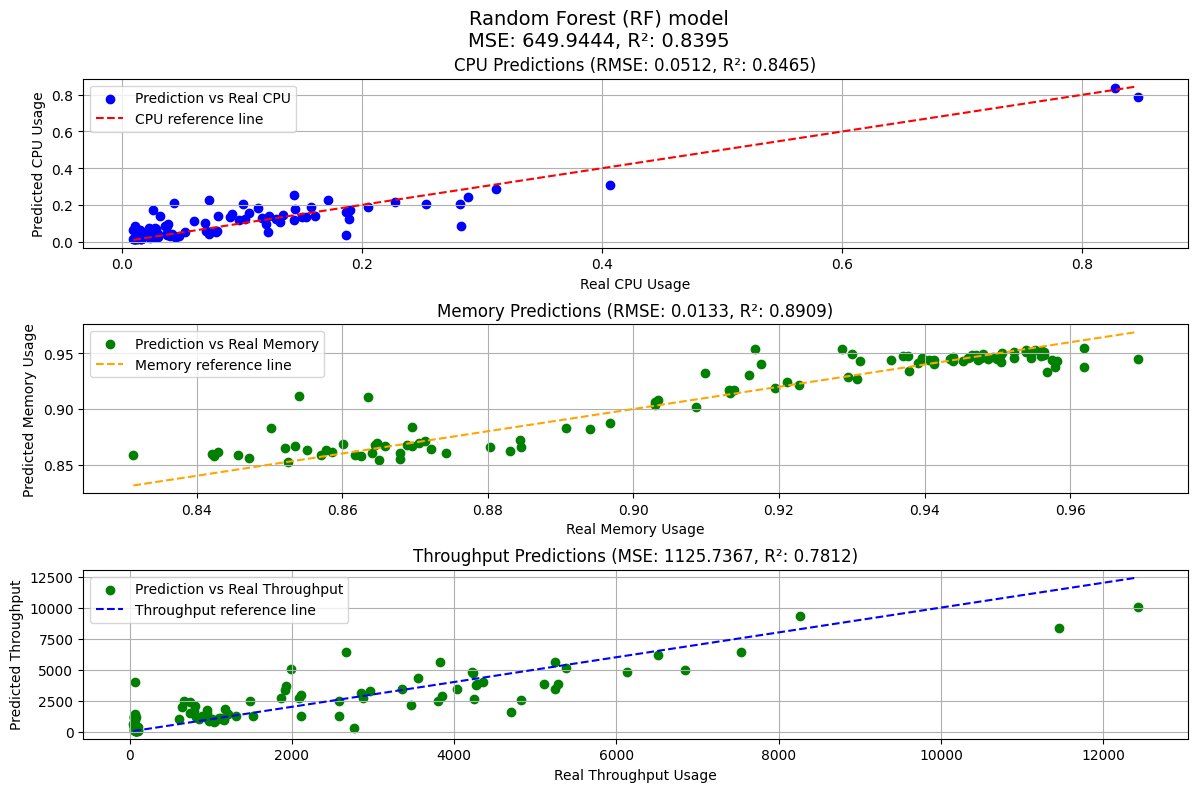 Random Forest (RF) model
MSE: 649.9444, R²: 0.8395
CPU Predictions (RMSE: 0.0512, R²: 0.8465)
Predicted CPU Usage
0.8
0.6
0.4
0.2
0.0
Prediction vs Real CPU
CPU reference line
0.0 0.2 0.4 0.6 0.8
Real CPU Usage
Memory Predictions (RMSE: 0.0133, R²: 0.8909)
Predicted Memory Usage
0.95
0.90
0.85
Prediction vs Real Memory
Memory reference line
0.84 0.86 0.88 0.90 0.92 0.94 0.96
Real Memory Usage
Throughput Predictions (MSE: 1125.7367, R²: 0.7812)
Predicted Throughput
12500
10000
7500
5000
2500
0
Prediction vs Real Throughput
Throughput reference line
0 2000 4000 6000 8000 10000 12000
Real Throughput Usage